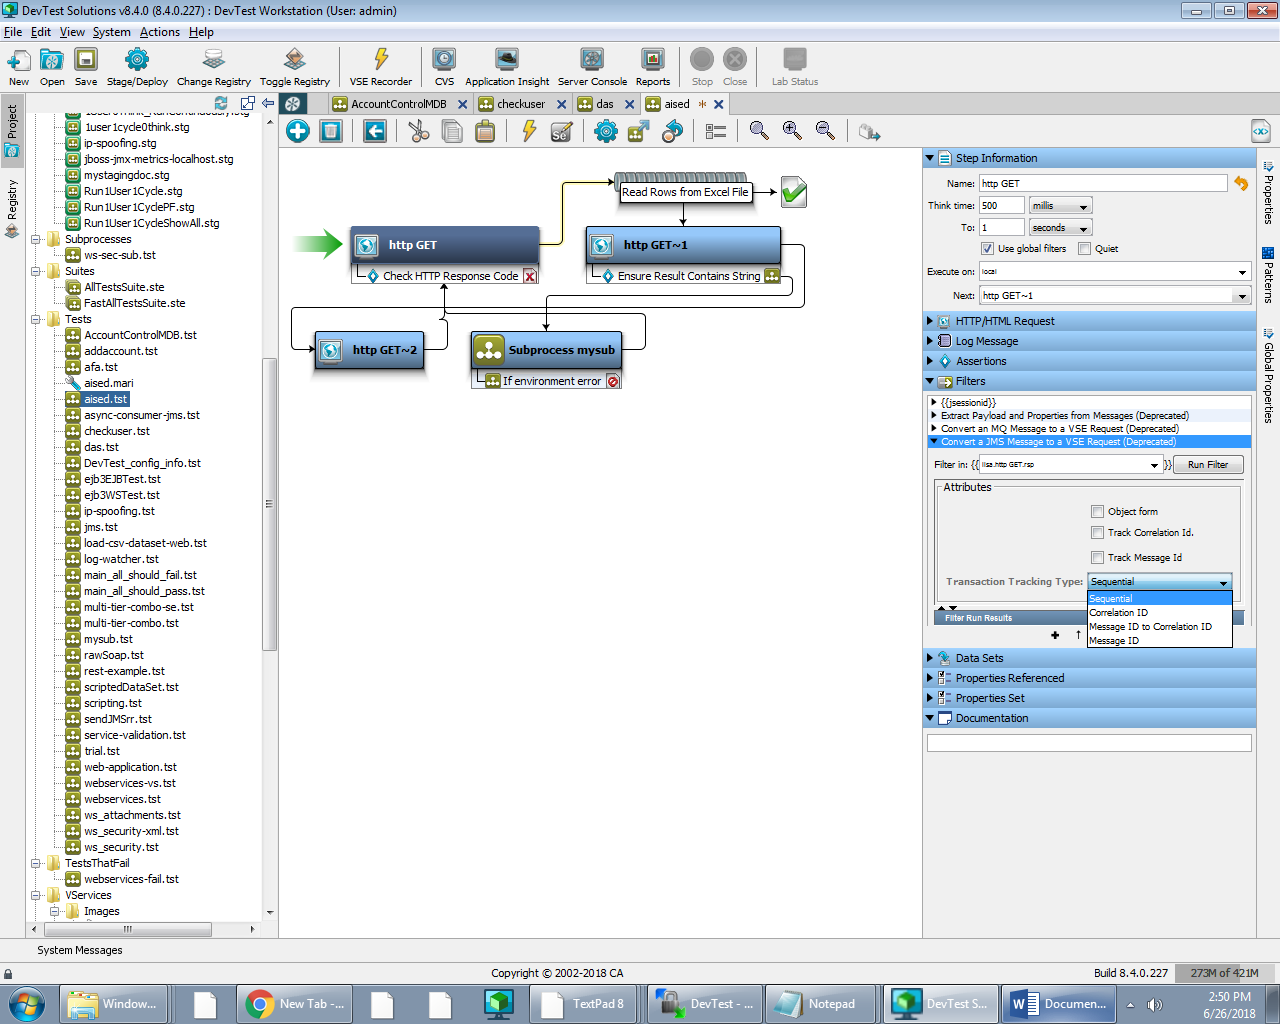 DevTest Solutions v8.4.0 (8.4.0.227) : DevTest Workstation (User: admin)
File Edit View System Actions Help
New Open Save Stage/Deploy Change Registry Toggle Registry VSE Recorder CVS Application Insight Server Console Reports Stop Close Lab Status
Project
Registry
1user1cycle0think.stg
ip-spoofing.stg
jboss-jmx-metrics-localhost.stg
mystagingdoc.stg
Run1User1Cycle.stg
Run1User1CyclePF.stg
Run1User1CycleShowAll.stg
Subprocesses
ws-sec-sub.tst
Suites
AllTestsSuite.ste
FastAllTestsSuite.ste
Tests
AccountControlMDB.tst
addaccount.tst
afa.tst
aised.mari
aised.tst
async-consumer-jms.tst
checkuser.tst
das.tst
DevTest_config_info.tst
ejb3EJBTest.tst
ejb3WSTest.tst
ip-spoofing.tst
jms.tst
load-csv-dataset-web.tst
log-watcher.tst
main_all_should_fail.tst
main_all_should_pass.tst
multi-tier-combo-se.tst
multi-tier-combo.tst
mysub.tst
rawSoap.tst
rest-example.tst
scriptedDataSet.tst
scripting.tst
sendJMSrr.tst
service-validation.tst
trial.tst
web-application.tst
webservices-vs.tst
webservices.tst
ws_attachments.tst
ws_security-xml.tst
ws_security.tst
TestsThatFail
webservices-fail.tst
VServices
Images
AccountControlMDB checkuser das aised
Read Rows from Excel File
http GET
Check HTTP Response Code
http GET~1
Ensure Result Contains String
http GET~2
Subprocess mysub
If environment error
Step Information
Name: http GET
Think time: 500 millis
To: 1 seconds
Use global filters Quiet
Execute on: local
Next: http GET~1
HTTP/HTML Request
Log Message
Assertions
Filters
{{jsessionid}}
Extract Payload and Properties from Messages (Deprecated)
Convert an MQ Message to a VSE Request (Deprecated)
Convert a JMS Message to a VSE Request (Deprecated)
Filter in: {{ lisa.http GET.rsp }} Run Filter
Attributes
Object form
Track Correlation Id.
Track Message Id
Transaction Tracking Type: Sequential
Sequential
Correlation ID
Message ID to Correlation ID
Message ID
Filter Run Results
Data Sets
Properties Referenced
Properties Set
Documentation
Properties
Patterns
Global Properties
System Messages
Copyright © 2002-2018 CA
Build 8.4.0.227
273M of 421M
Window... New Tab -... TextPad 8 DevTest - ... Notepad DevTest S... Documen...
2:50 PM
6/26/2018